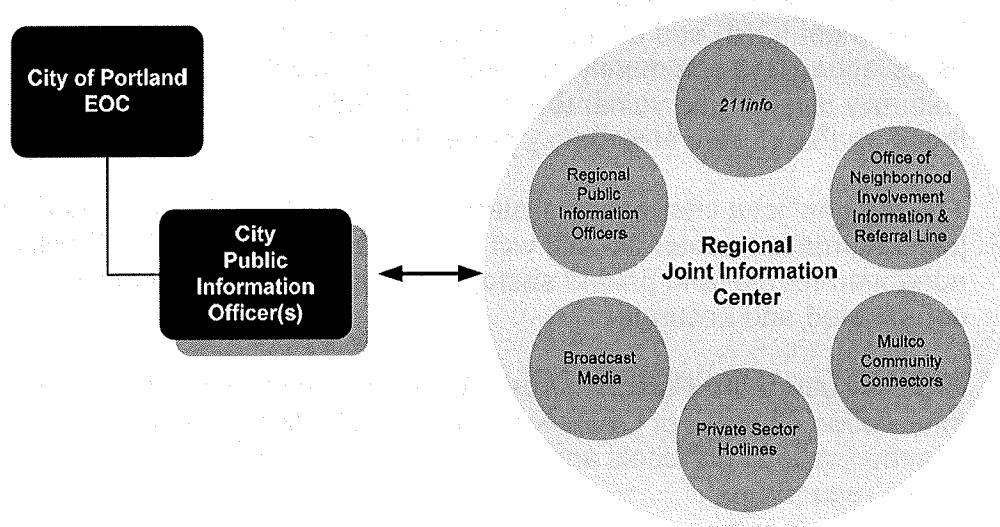 City of Portland
EOC
City
Public
Information
Officer(s)
211info
Regional
Public
Information
Officers
Office of
Neighborhood
Involvement
Information &
Referral Line
Regional
Joint Information
Center
Broadcast
Media
Multco
Community
Connectors
Private Sector
Hotlines